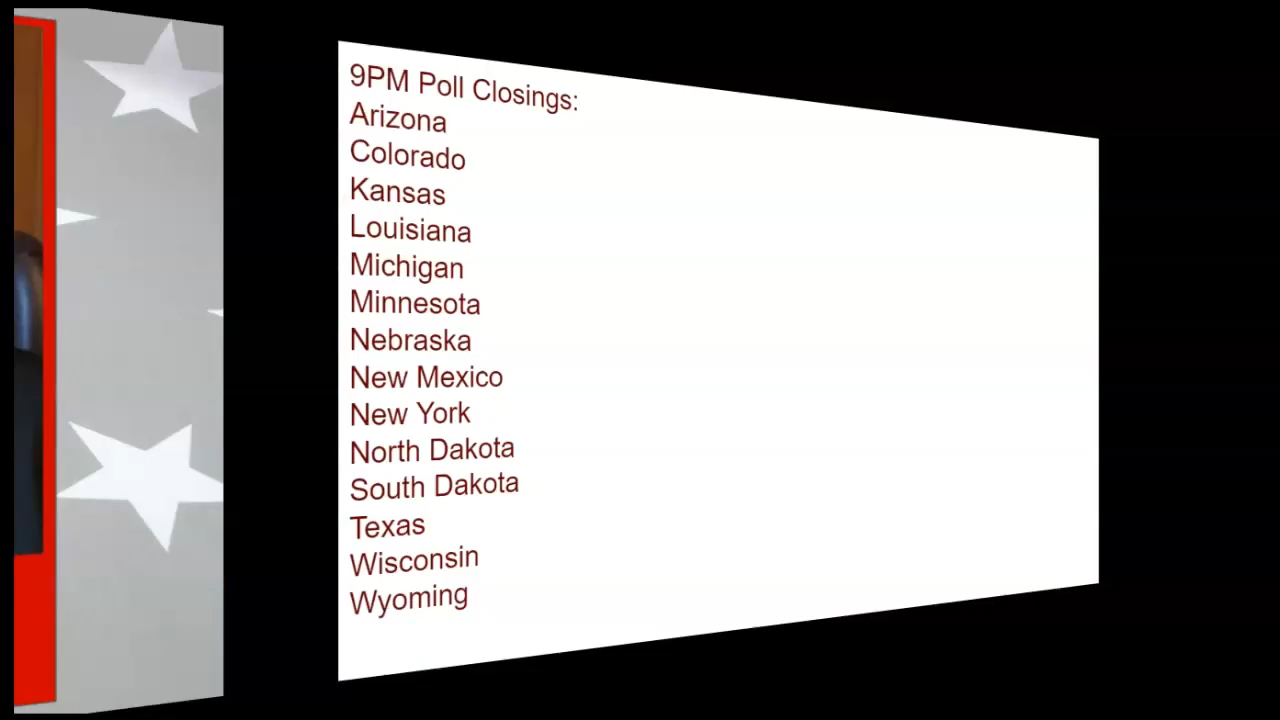 9PM Poll Closings:
Arizona
Colorado
Kansas
Louisiana
Michigan
Minnesota
Nebraska
New Mexico
New York
North Dakota
South Dakota
Texas
Wisconsin
Wyoming